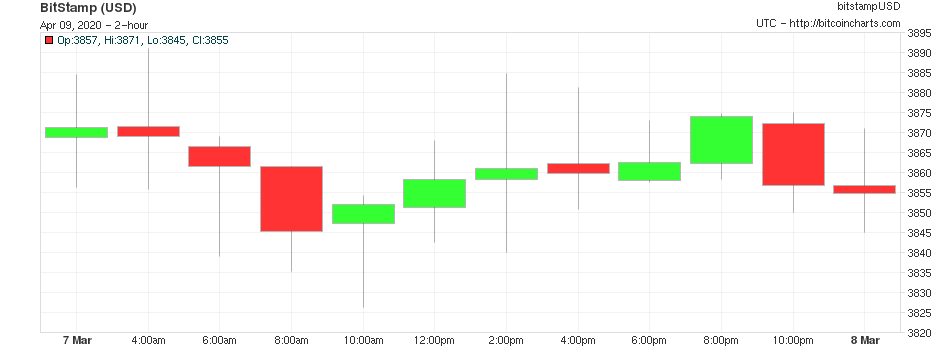 BitStamp (USD)
bitstampUSD
Apr 09, 2020 - 2-hour
UTC - http://bitcoincharts.com
Op:3857, Hi:3871, Lo:3845, Cl:3855
3895
3890
3885
3880
3875
3870
3865
3860
3855
3850
3845
3840
3835
3830
3825
3820
7 Mar
4:00am
6:00am
8:00am
10:00am
12:00pm
2:00pm
4:00pm
6:00pm
8:00pm
10:00pm
8 Mar